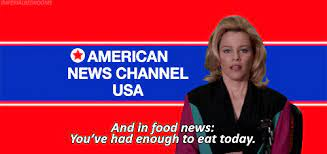 AMERICAN
NEWS CHANNEL
USA
And in food news:
You've had enough to eat today.